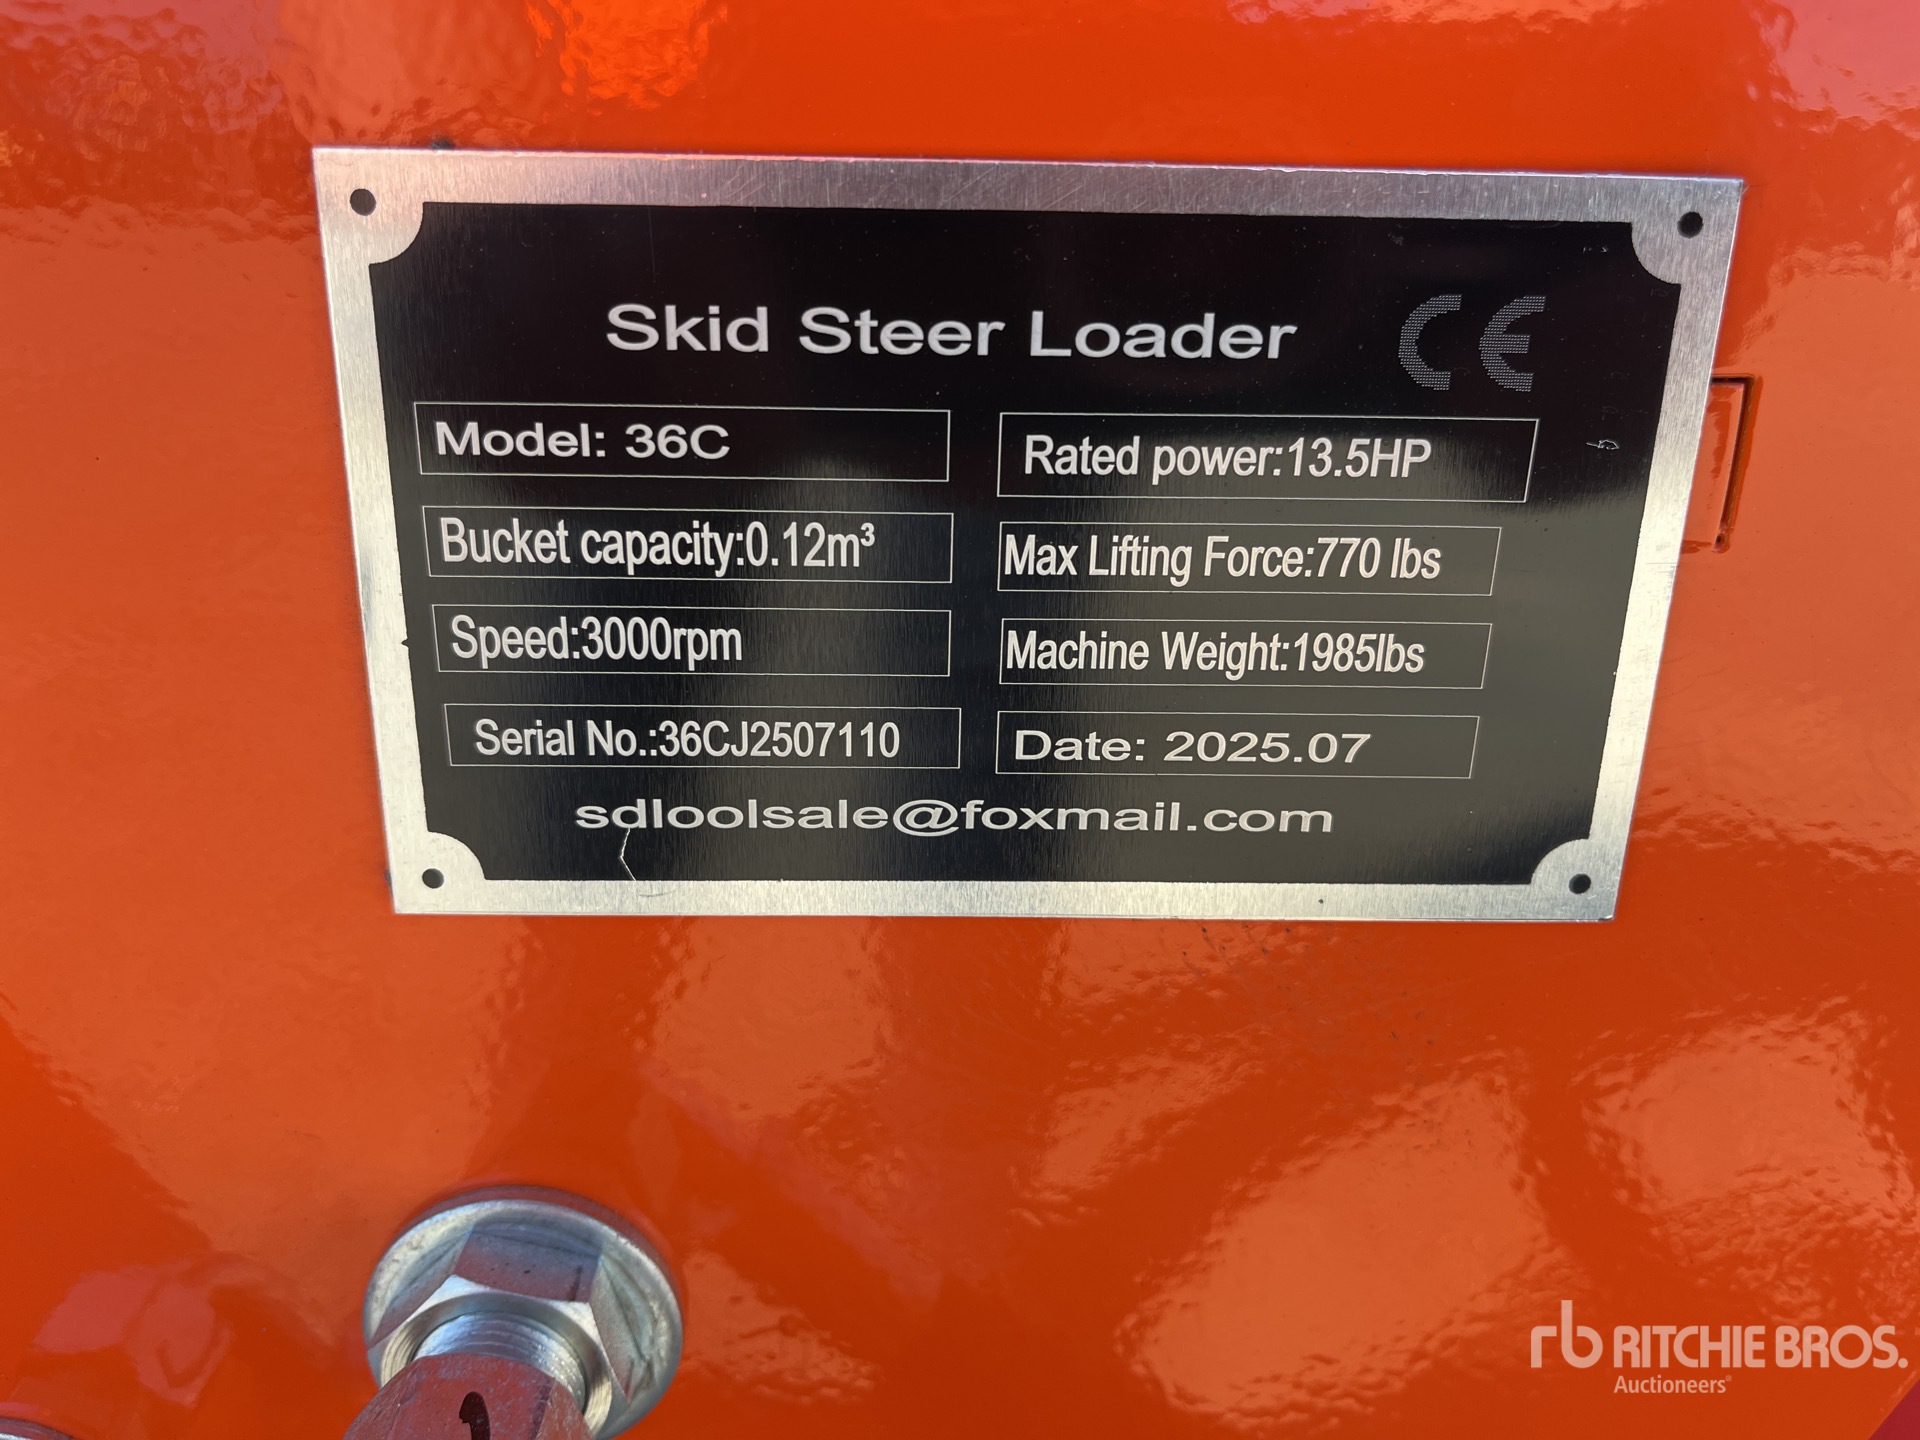 Skid Steer Loader CE
Model: 36C
Rated power:13.5HP
Bucket capacity:0.12m³
Max Lifting Force:770 lbs
Speed:3000rpm
Machine Weight:1985lbs
Serial No.:36CJ2507110
Date: 2025.07
sdloolsale@foxmail.com
rb RITCHIE BROS.
Auctioneers